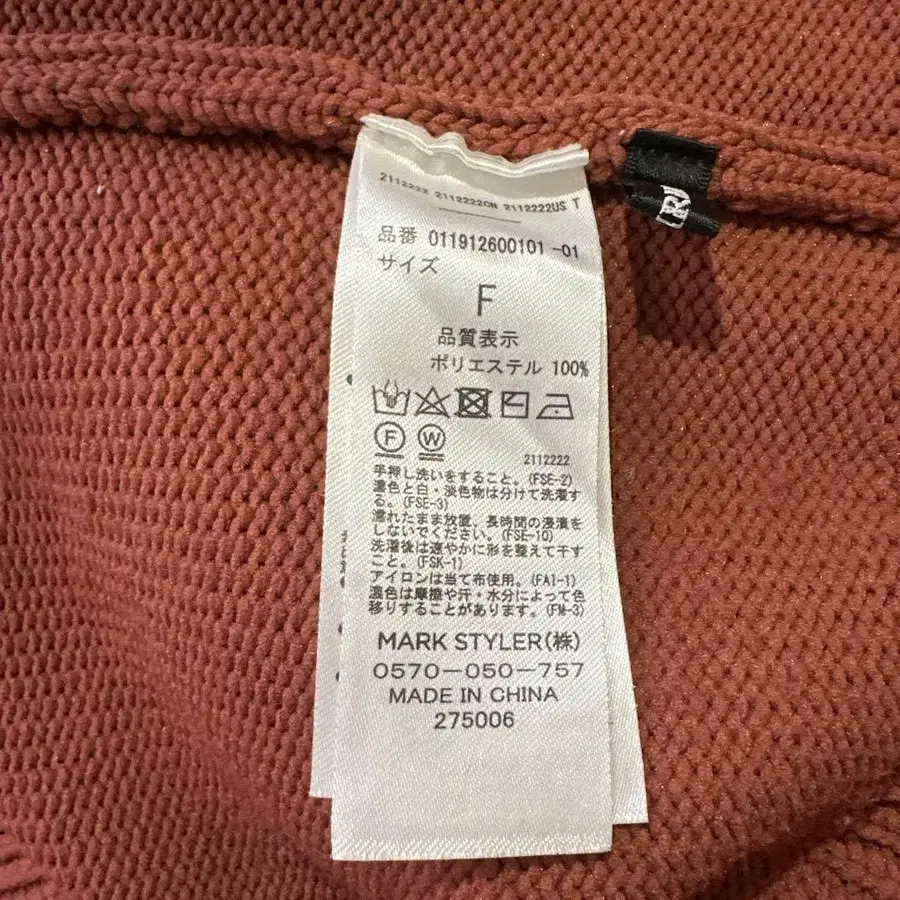 2112222 2112222CN 2112222US T
品番 011912600101-01
サイズ
F
品質表示
ポリエステル 100%
F W
2112222
手押し洗いをすること。(FSE-2)
濃色と白・淡色物は分けて洗濯す
る。(FSE-3)
濡れたまま放置、長時間の浸漬を
しないでください。(FSE-10)
洗濯後は速やかに形を整えて干す
こと。(FSK-1)
アイロンは当て布使用。(FA1-1)
濃色は摩擦や汗・水分によって色
移りすることがあります。(FM-3)
MARK STYLER(株)
0570-050-757
MADE IN CHINA
275006